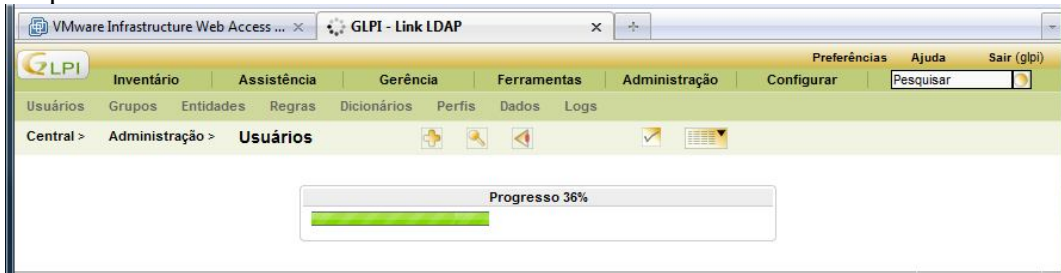 VMware Infrastructure Web Access ... GLPI - Link LDAP
GLPI
Preferências Ajuda Sair (glpi)
Inventário Assistência Gerência Ferramentas Administração Configurar Pesquisar
Usuários Grupos Entidades Regras Dicionários Perfis Dados Logs
Central > Administração > Usuários
Progresso 36%